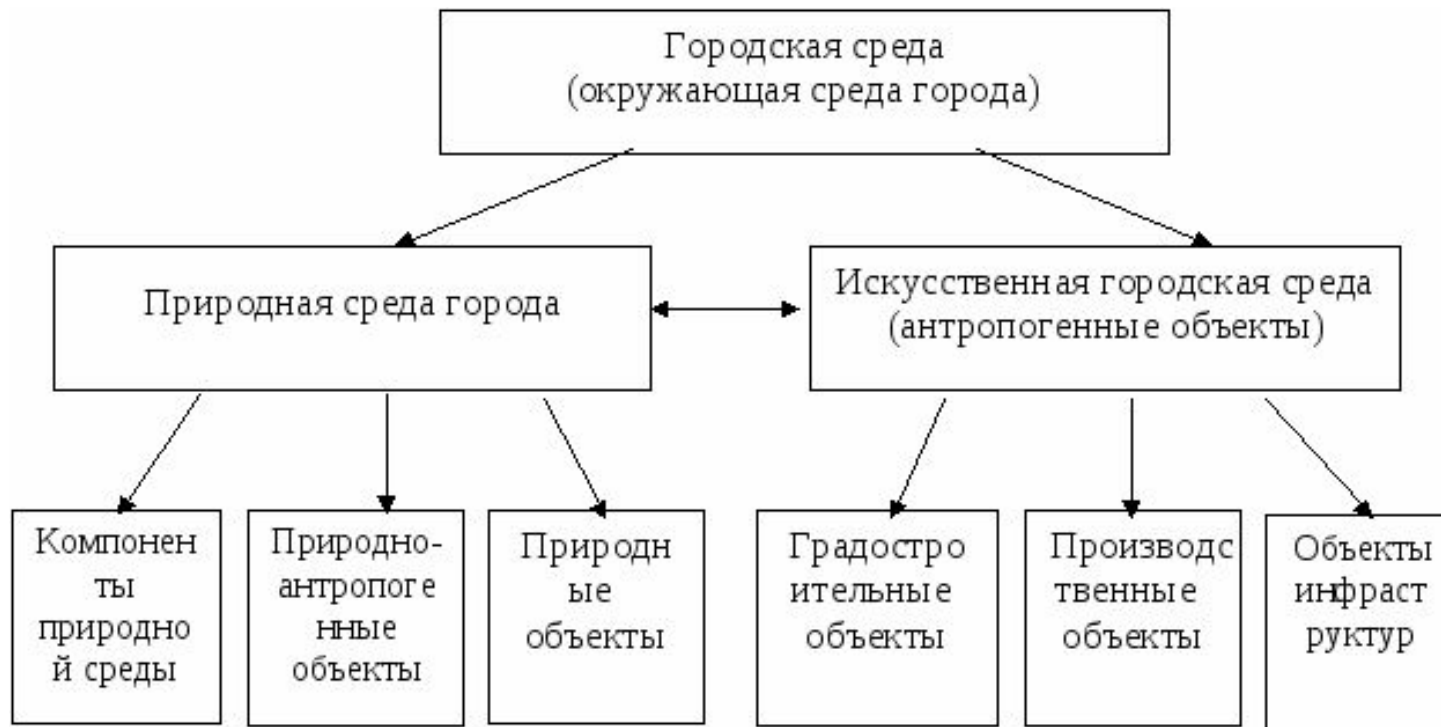 Городская среда
(окружающая среда города)
Природная среда города
Искусственная городская среда
(антропогенные объекты)
Компонен
ты
природно
й среды
Природно-
антропоге
нные
объекты
Природн
ые
объекты
Градостро
ительные
объекты
Производс
твенные
объекты
Объекты
инфраст
руктур